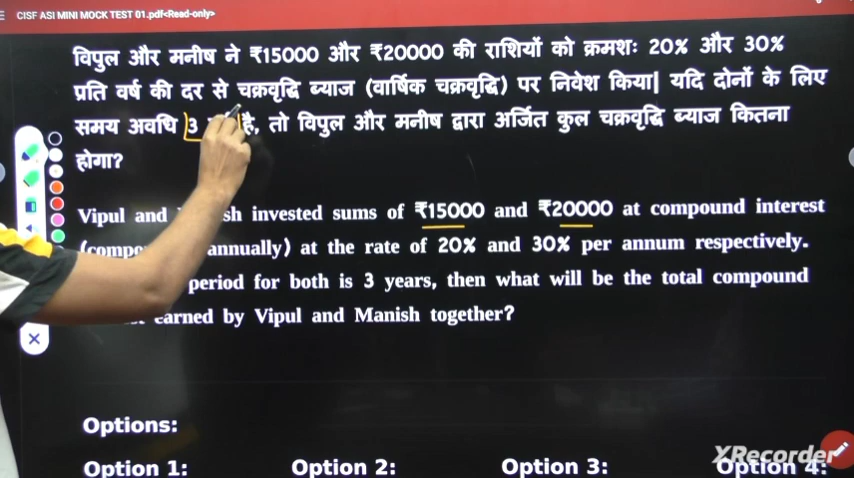 CISF ASI MINI MOCK TEST 01.pdf<Read-only>
विपुल और मनीष ने ₹15000 और ₹20000 की राशियों को क्रमशः 20% और 30%
प्रति वर्ष की दर से चक्रवृद्धि ब्याज (वार्षिक चक्रवृद्धि) पर निवेश किया| यदि दोनों के लिए
समय अवधि 3 है, तो विपुल और मनीष द्वारा अर्जित कुल चक्रवृद्धि ब्याज कितना
होगा?
Vipul and sh invested sums of ₹15000 and ₹20000 at compound interest
(compo annually) at the rate of 20% and 30% per annum respectively.
period for both is 3 years, then what will be the total compound
earned by Vipul and Manish together?
Options:
Option 1: Option 2: Option 3: Option 4:
XRecorder